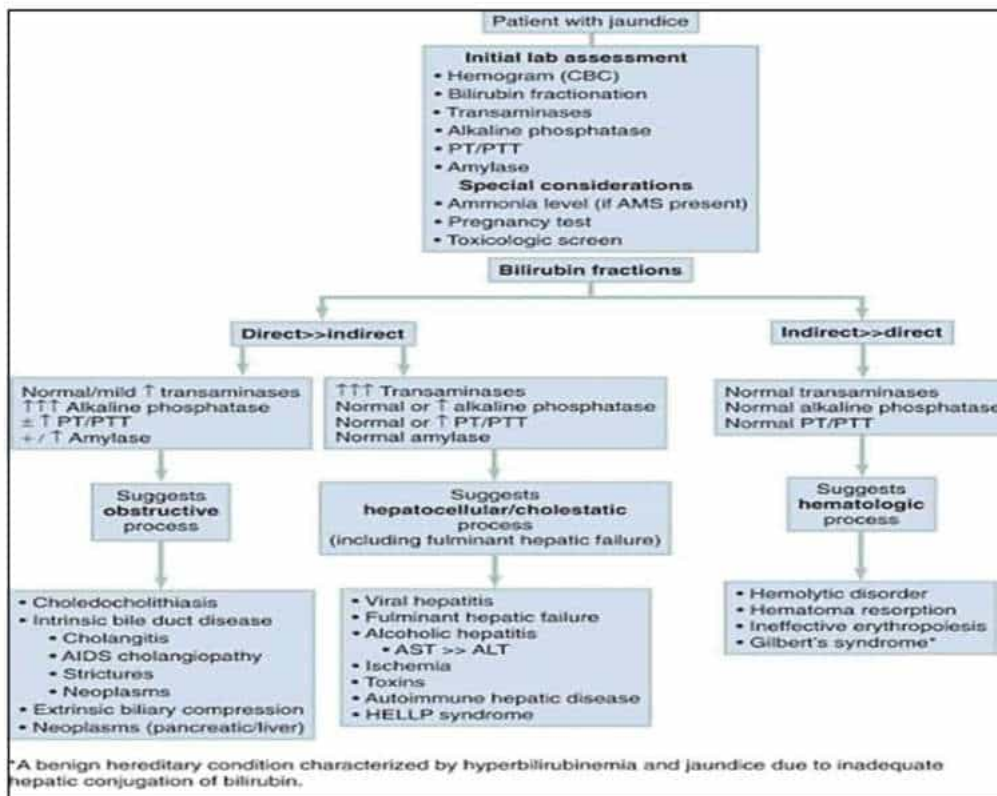 Patient with jaundice
Initial lab assessment
• Hemogram (CBC)
• Bilirubin fractionation
• Transaminases
• Alkaline phosphatase
• PT/PTT
• Amylase
Special considerations
• Ammonia level (if AMS present)
• Pregnancy test
• Toxicologic screen
Bilirubin fractions
Direct>>indirect
Indirect>>direct
Normal/mild ↑ transaminases
↑↑↑ Alkaline phosphatase
± ↑ PT/PTT
+ / ↑ Amylase
↑↑↑ Transaminases
Normal or ↑ alkaline phosphatase
Normal or ↑ PT/PTT
Normal amylase
Normal transaminases
Normal alkaline phosphatase
Normal PT/PTT
Suggests
obstructive
process
Suggests
hepatocellular/cholestatic
process
(including fulminant hepatic failure)
Suggests
hematologic
process
• Choledocholithiasis
• Intrinsic bile duct disease
• Cholangitis
• AIDS cholangiopathy
• Strictures
• Neoplasms
• Extrinsic biliary compression
• Neoplasms (pancreatic/liver)
• Viral hepatitis
• Fulminant hepatic failure
• Alcoholic hepatitis
• AST >> ALT
• Ischemia
• Toxins
• Autoimmune hepatic disease
• HELLP syndrome
• Hemolytic disorder
• Hematoma resorption
• Ineffective erythropoiesis
• Gilbert's syndrome*
*A benign hereditary condition characterized by hyperbilirubinemia and jaundice due to inadequate
hepatic conjugation of bilirubin.